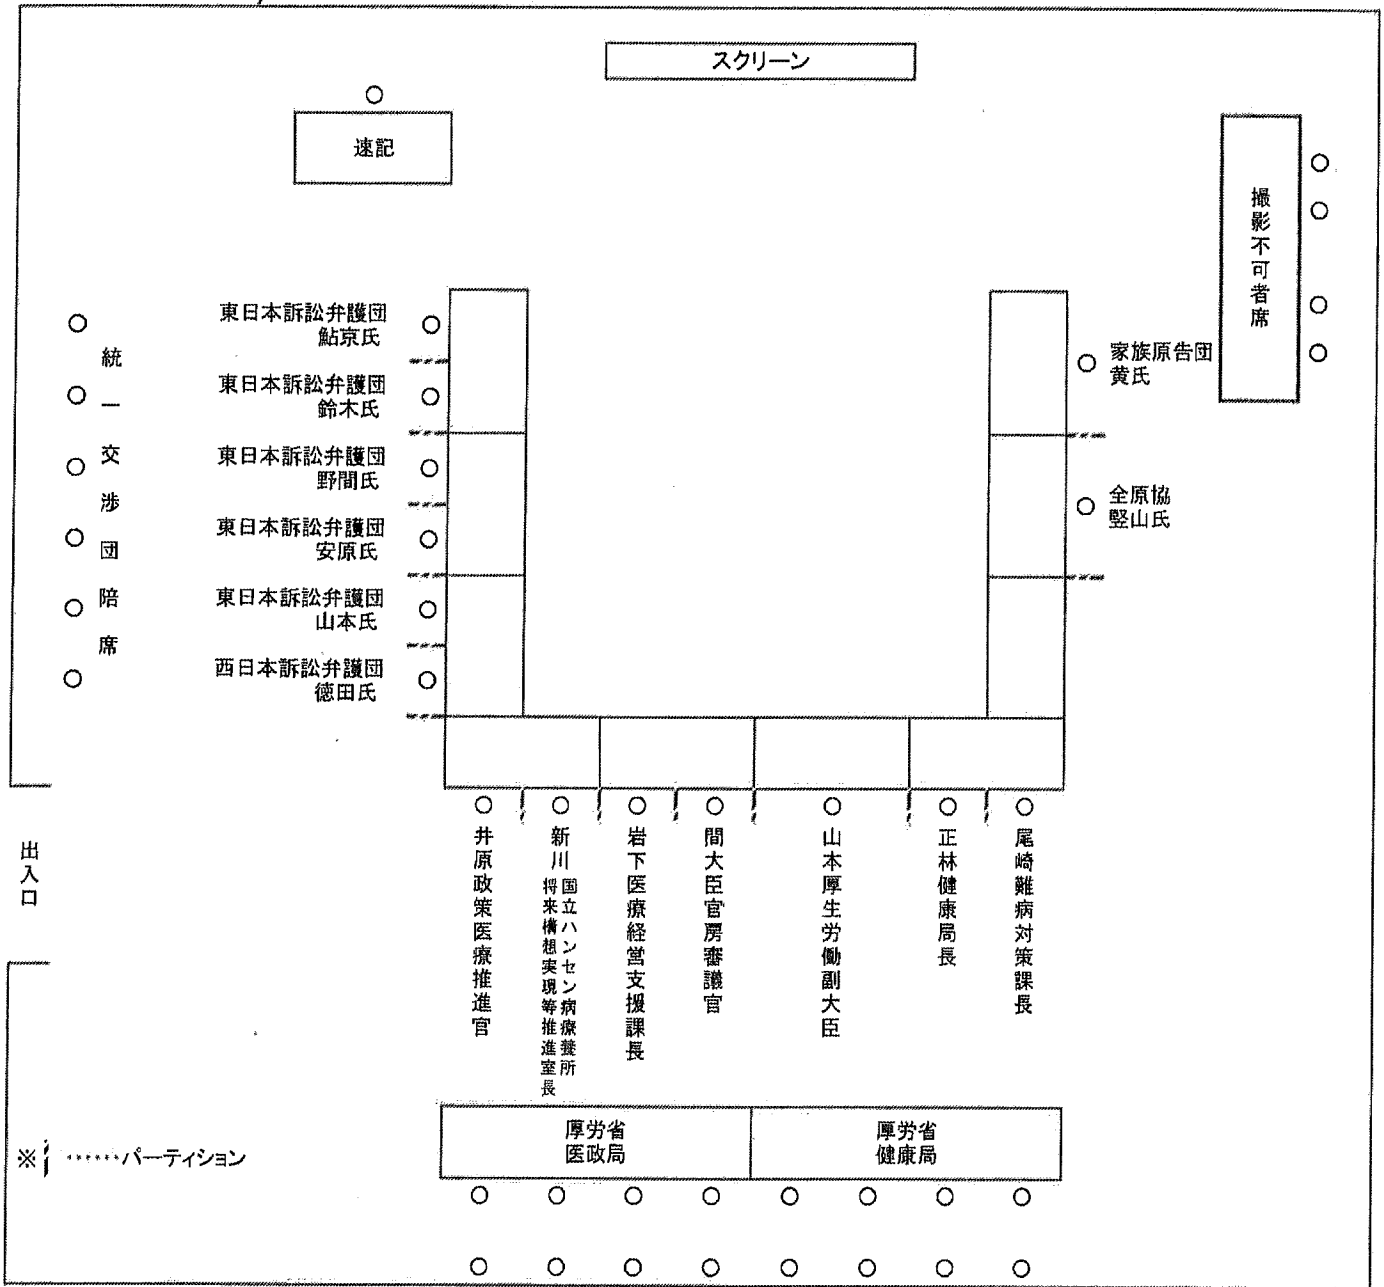 スクリーン
速記
撮影不可者席
統一交渉団陪席
東日本訴訟弁護団
鮎京氏
東日本訴訟弁護団
鈴木氏
東日本訴訟弁護団
野間氏
東日本訴訟弁護団
安原氏
東日本訴訟弁護団
山本氏
西日本訴訟弁護団
徳田氏
家族原告団
黄氏
全原協
竪山氏
出入口
井原政策医療推進官
新川国立ハンセン病療養所
将来構想実現等推進室長
岩下医療経営支援課長
間大臣官房審議官
山本厚生労働副大臣
正林健康局長
尾崎難病対策課長
厚労省
医政局
厚労省
健康局
※ ……パーティション